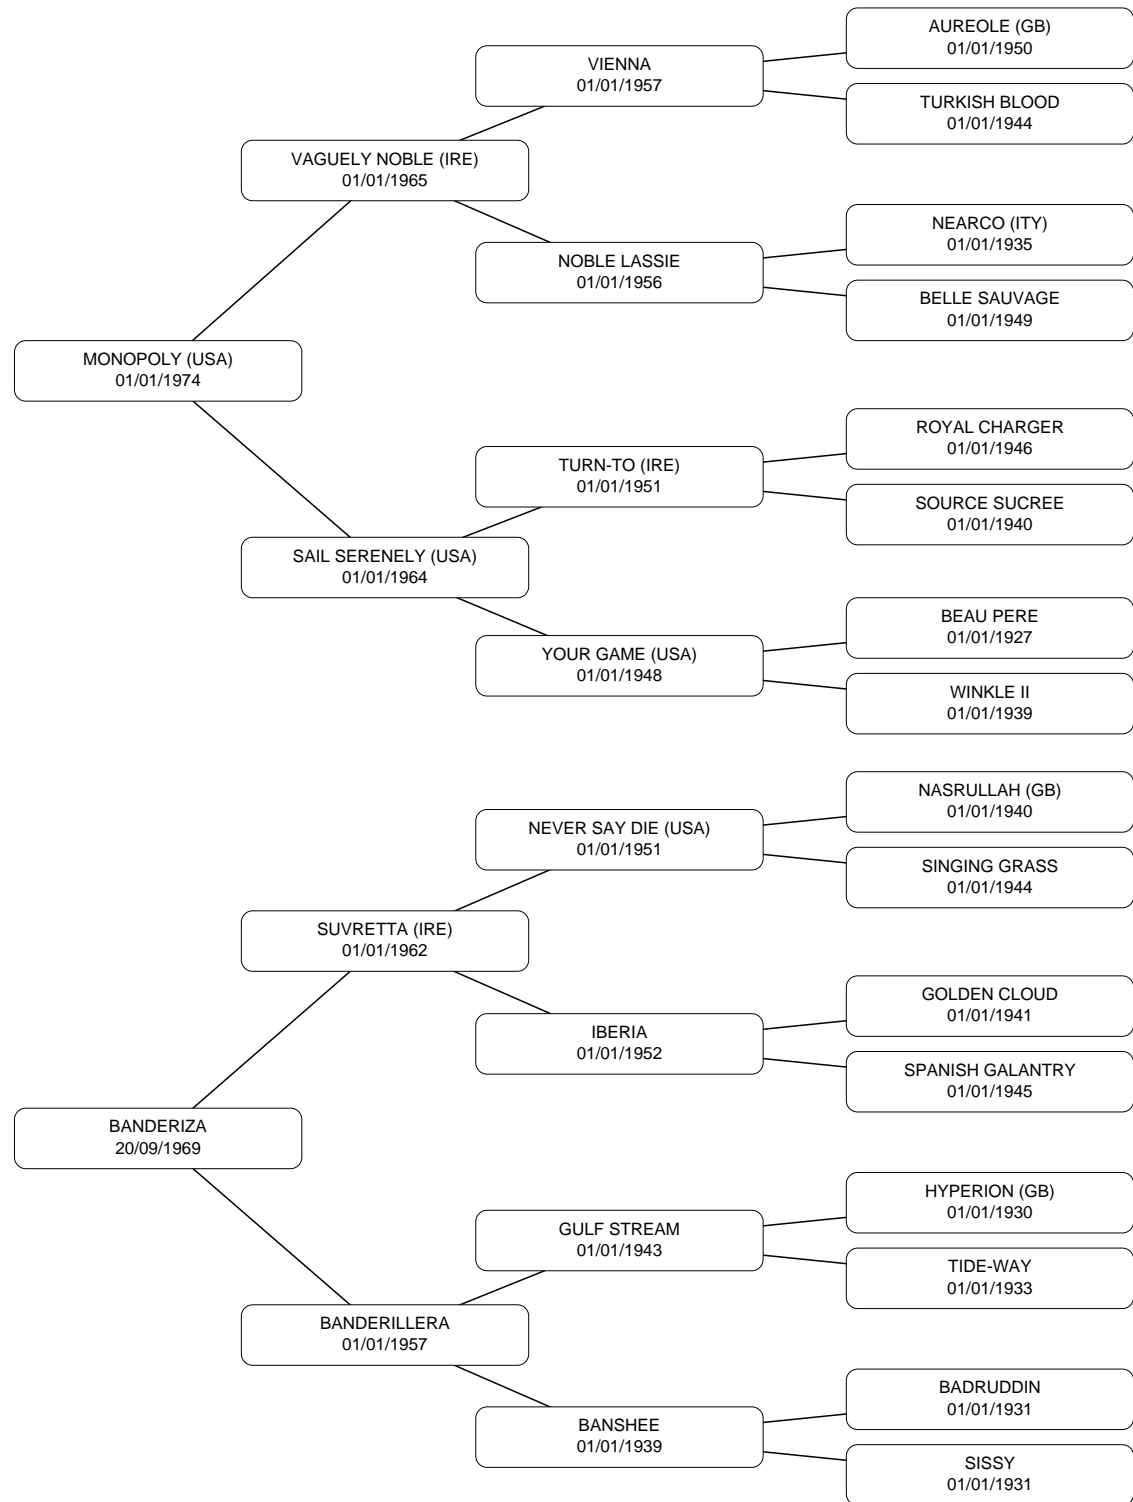 AUREOLE (GB)
01/01/1950
VIENNA
01/01/1957
TURKISH BLOOD
01/01/1944
VAGUELY NOBLE (IRE)
01/01/1965
NEARCO (ITY)
01/01/1935
NOBLE LASSIE
01/01/1956
BELLE SAUVAGE
01/01/1949
MONOPOLY (USA)
01/01/1974
ROYAL CHARGER
01/01/1946
TURN-TO (IRE)
01/01/1951
SOURCE SUCREE
01/01/1940
SAIL SERENELY (USA)
01/01/1964
BEAU PERE
01/01/1927
YOUR GAME (USA)
01/01/1948
WINKLE II
01/01/1939
NASRULLAH (GB)
01/01/1940
NEVER SAY DIE (USA)
01/01/1951
SINGING GRASS
01/01/1944
SUVRETTA (IRE)
01/01/1962
GOLDEN CLOUD
01/01/1941
IBERIA
01/01/1952
SPANISH GALANTRY
01/01/1945
BANDERIZA
20/09/1969
HYPERION (GB)
01/01/1930
GULF STREAM
01/01/1943
TIDE-WAY
01/01/1933
BANDERILLERA
01/01/1957
BADRUDDIN
01/01/1931
BANSHEE
01/01/1939
SISSY
01/01/1931